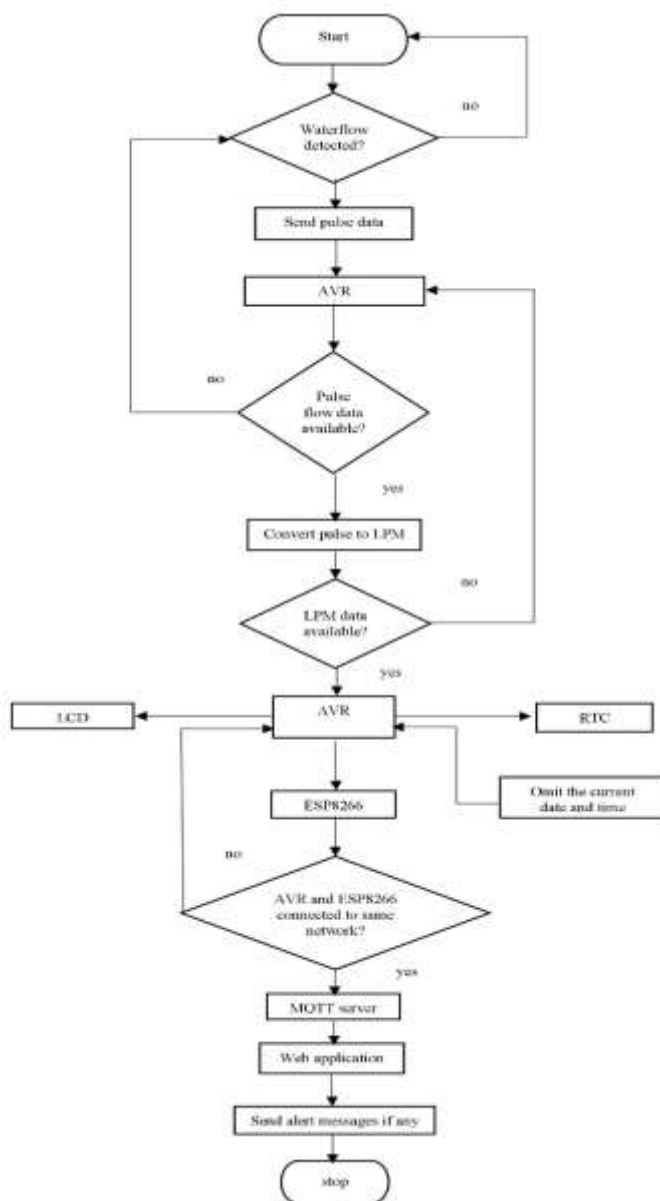 Start
no
Waterflow
detected?
Send pulse data
AVR
no
Pulse
flow data
available?
yes
Convert pulse to LPM
no
LPM data
available?
yes
LCD
AVR
RTC
Omit the current
date and time
ESP8266
no
AVR and ESP8266
connected to same
network?
yes
MQTT server
Web application
Send alert messages if any
stop